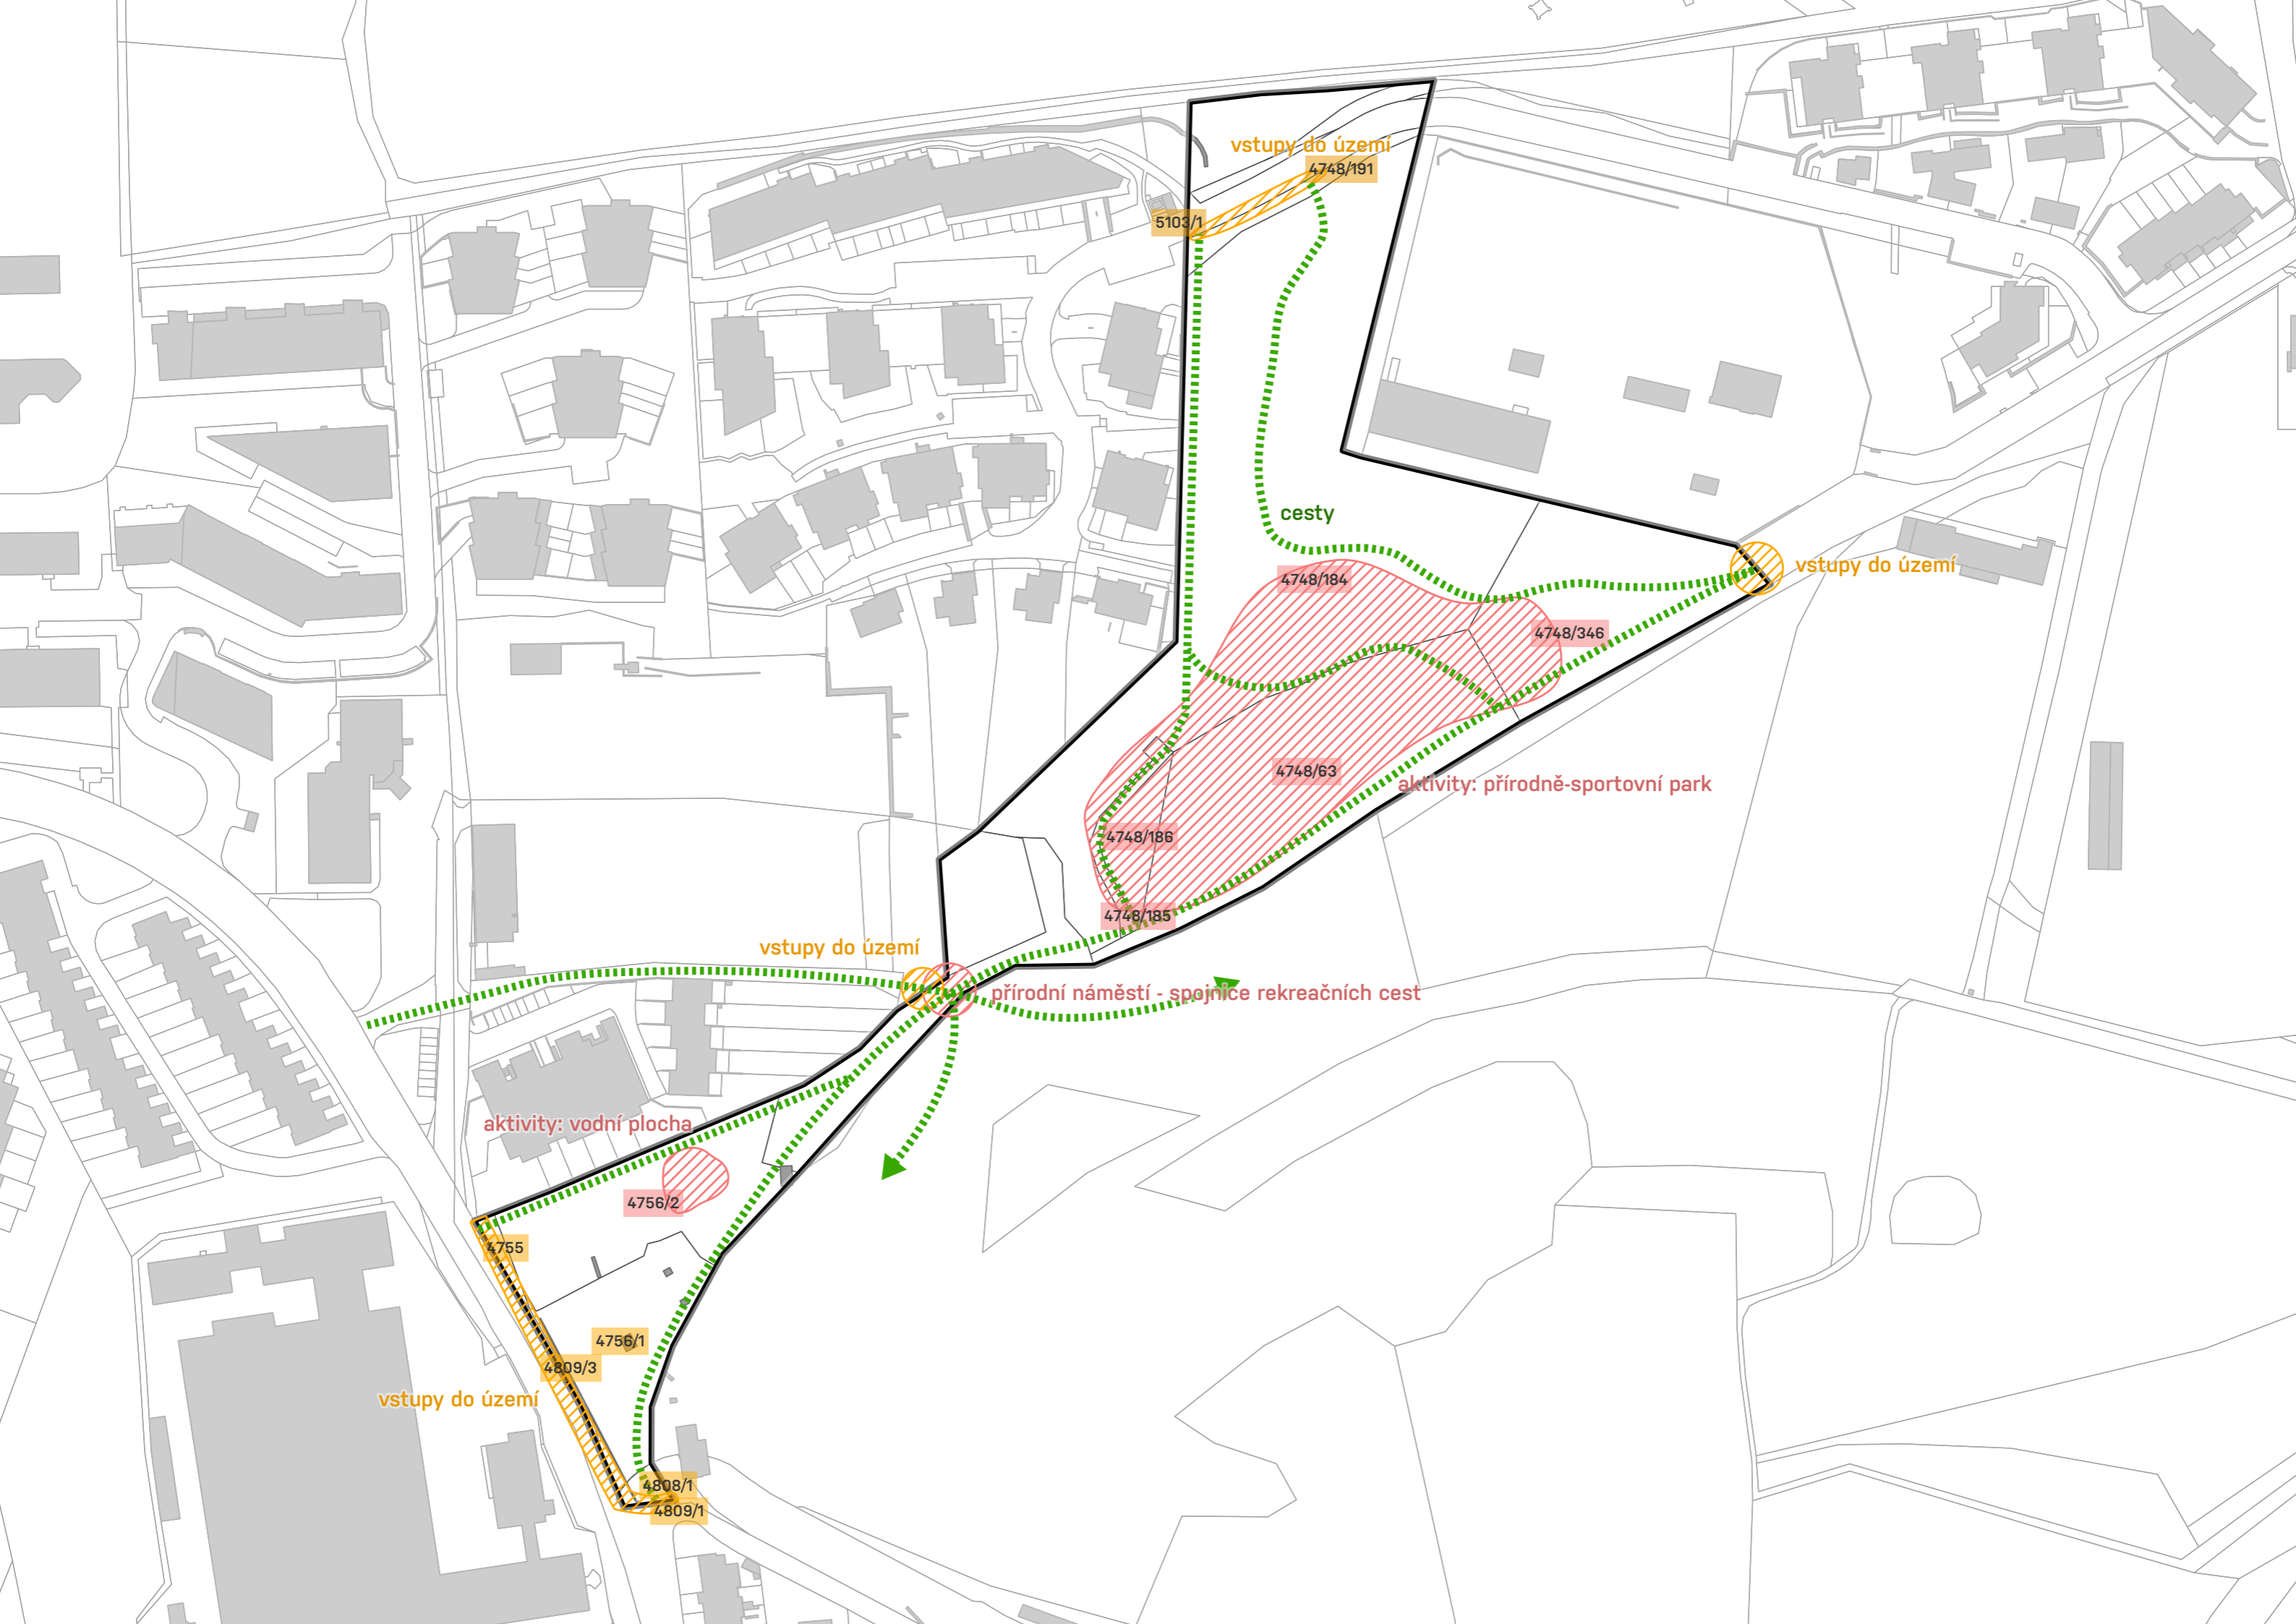 vstupy do území
4748/191
5103/1
cesty
vstupy do území
4748/184
4748/346
4748/63
aktivity: přírodně-sportovní park
4748/186
4748/185
vstupy do území
přírodní náměstí - spojnice rekreačních cest
aktivity: vodní plocha
4756/2
4755
4756/1
4809/3
vstupy do území
4808/1
4809/1